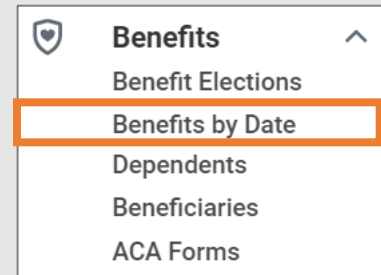 Benefits
Benefit Elections
Benefits by Date
Dependents
Beneficiaries
ACA Forms